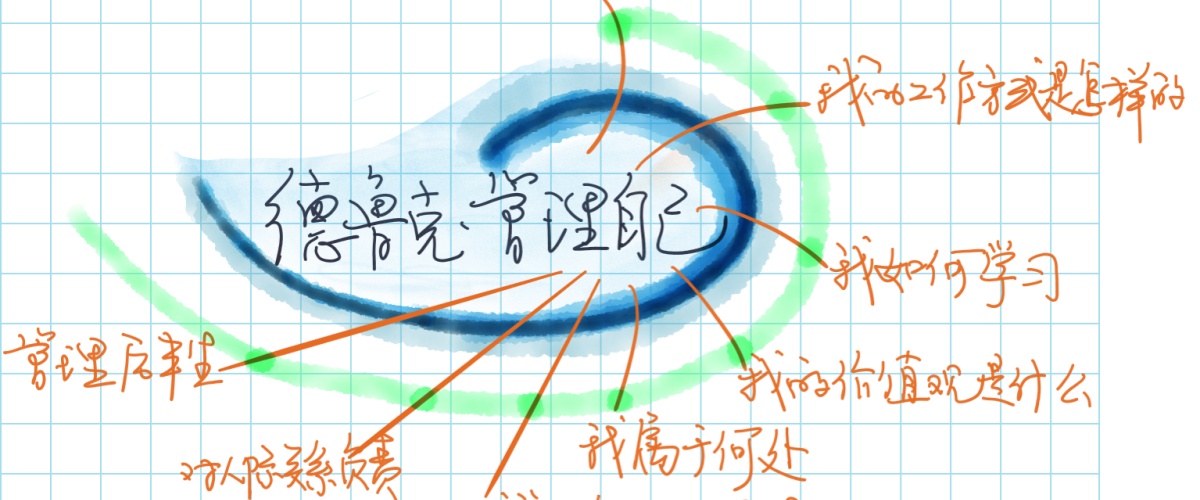 我的工作方式是怎样的
德鲁克·管理自己
我如何学习
管理后半生
我的价值观是什么
我属于何处
对人际关系负责